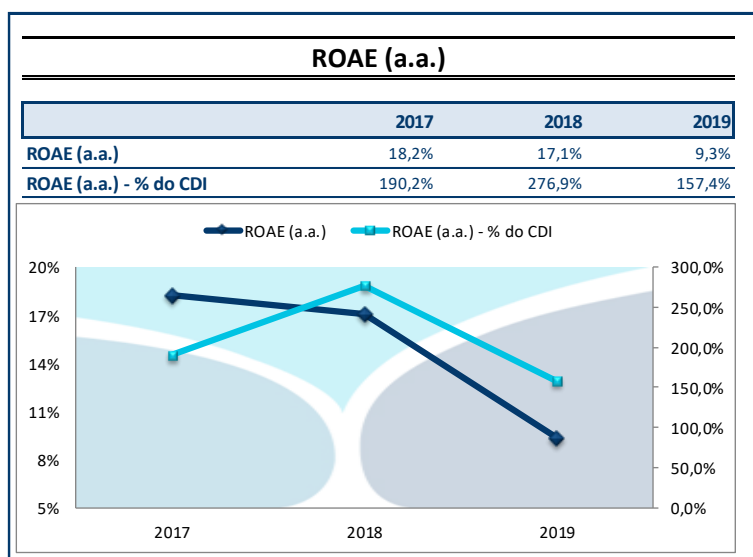 ROAE (a.a.)
2017 2018 2019
ROAE (a.a.) 18,2% 17,1% 9,3%
ROAE (a.a.) - % do CDI 190,2% 276,9% 157,4%
ROAE (a.a.) ROAE (a.a.) - % do CDI
20% 300,0%
250,0%
17%
200,0%
14%
150,0%
11%
100,0%
8%
50,0%
5% 0,0%
2017 2018 2019